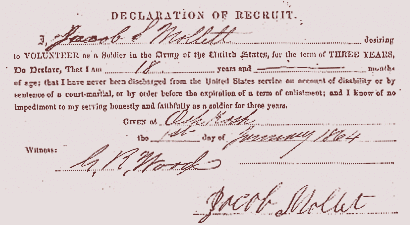 DECLARATION OF RECRUIT.
I, Jacob Mollett desiring
to VOLUNTEER as a Soldier in the Army of the United States, for the term of THREE YEARS,
Do Declare, That I am 18 years and months
of age; that I have never been discharged from the United States service on account of disability or by
sentence of a court-martial, or by order before the expiration of a term of enlistment; and I know of no
impediment to my serving honestly and faithfully as a soldier for three years.
GIVEN at
the 1st day of January 1864
Witness:
Wood
Jacob Mollet